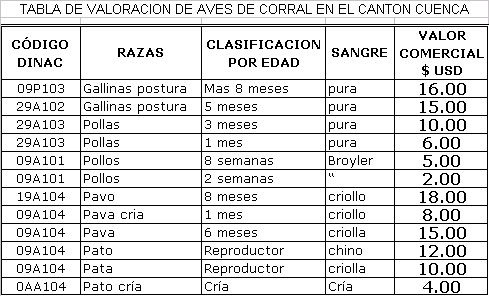 TABLA DE VALORACION DE AVES DE CORRAL EN EL CANTON CUENCA
CÓDIGO DINAC RAZAS CLASIFICACION POR EDAD SANGRE VALOR COMERCIAL $ USD
09P103 Gallinas postura Mas 8 meses pura 16.00
29A102 Gallinas postura 5 meses pura 15.00
29A103 Pollas 3 meses pura 10.00
29A103 Pollas 1 mes pura 6.00
09A101 Pollos 8 semanas Broyler 5.00
09A101 Pollos 2 semanas “ 2.00
19A104 Pavo 8 meses criollo 18.00
09A104 Pava cria 1 mes criollo 8.00
09A104 Pava 6 meses criollo 15.00
09A104 Pato Reproductor chino 12.00
09A104 Pata Reproductor criollo 10.00
0AA104 Pato cría Cría Cría 4.00